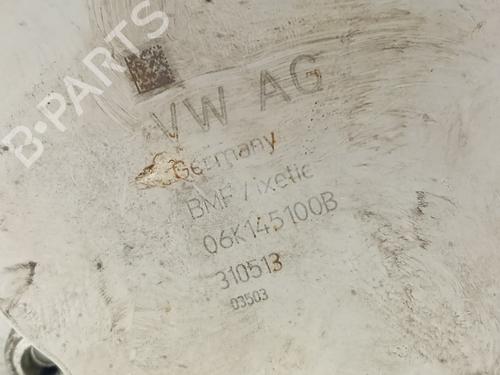 B-PARTS
VW AG
Germany
BMF / ixetic
06K145100B
310513
03503